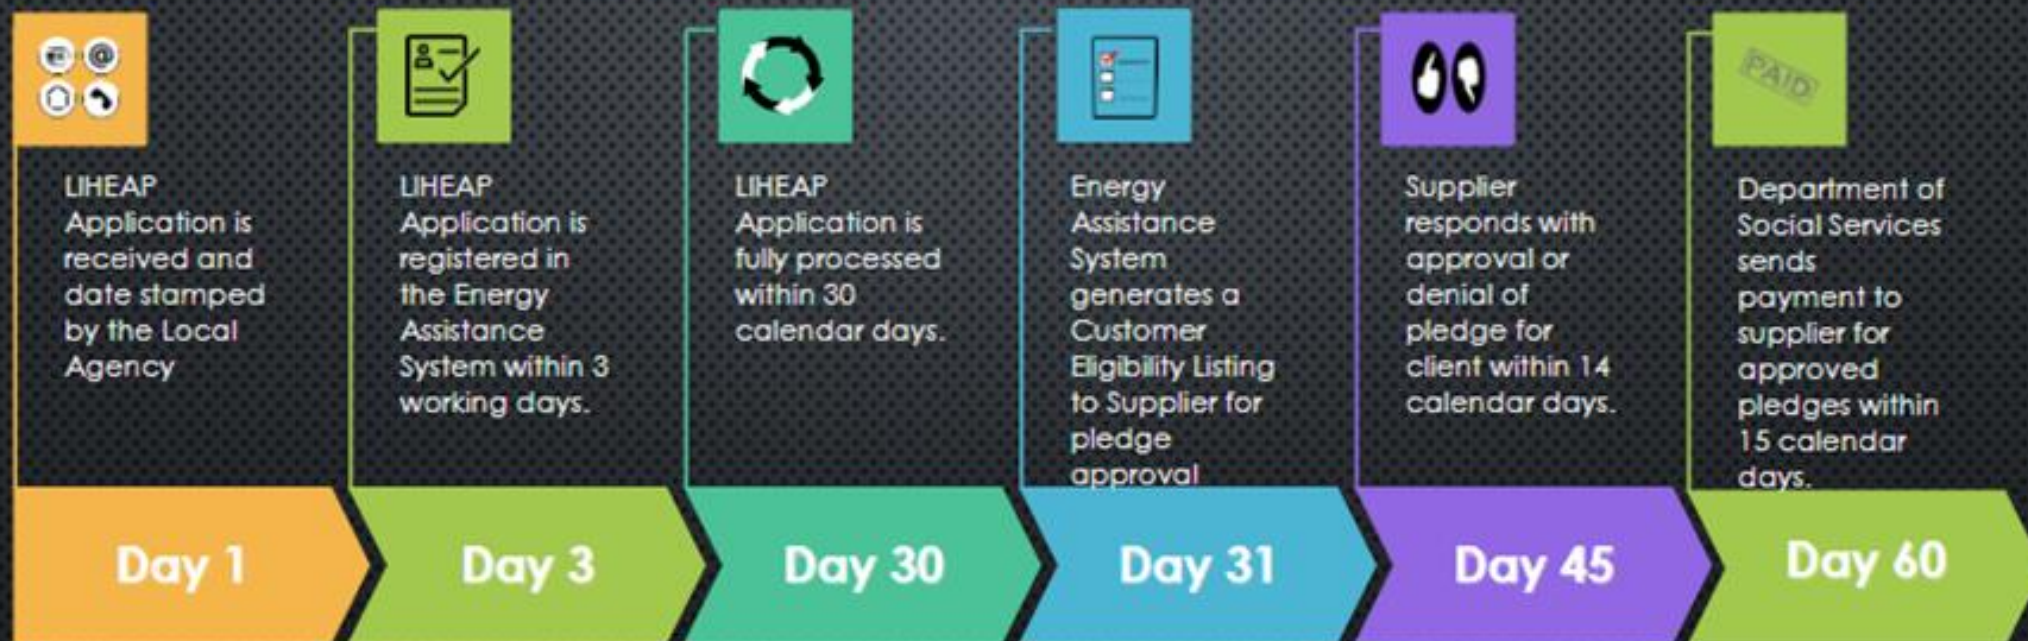 LIHEAP
Application is
received and
date stamped
by the Local
Agency
Day 1
LIHEAP
Application is
registered in
the Energy
Assistance
System within 3
working days.
Day 3
LIHEAP
Application is
fully processed
within 30
calendar days.
Day 30
Energy
Assistance
System
generates a
Customer
Eligibility Listing
to Supplier for
pledge
approval
Day 31
Supplier
responds with
approval or
denial of
pledge for
client within 14
calendar days.
Day 45
PAID
Department of
Social Services
sends
payment to
supplier for
approved
pledges within
15 calendar
days.
Day 60